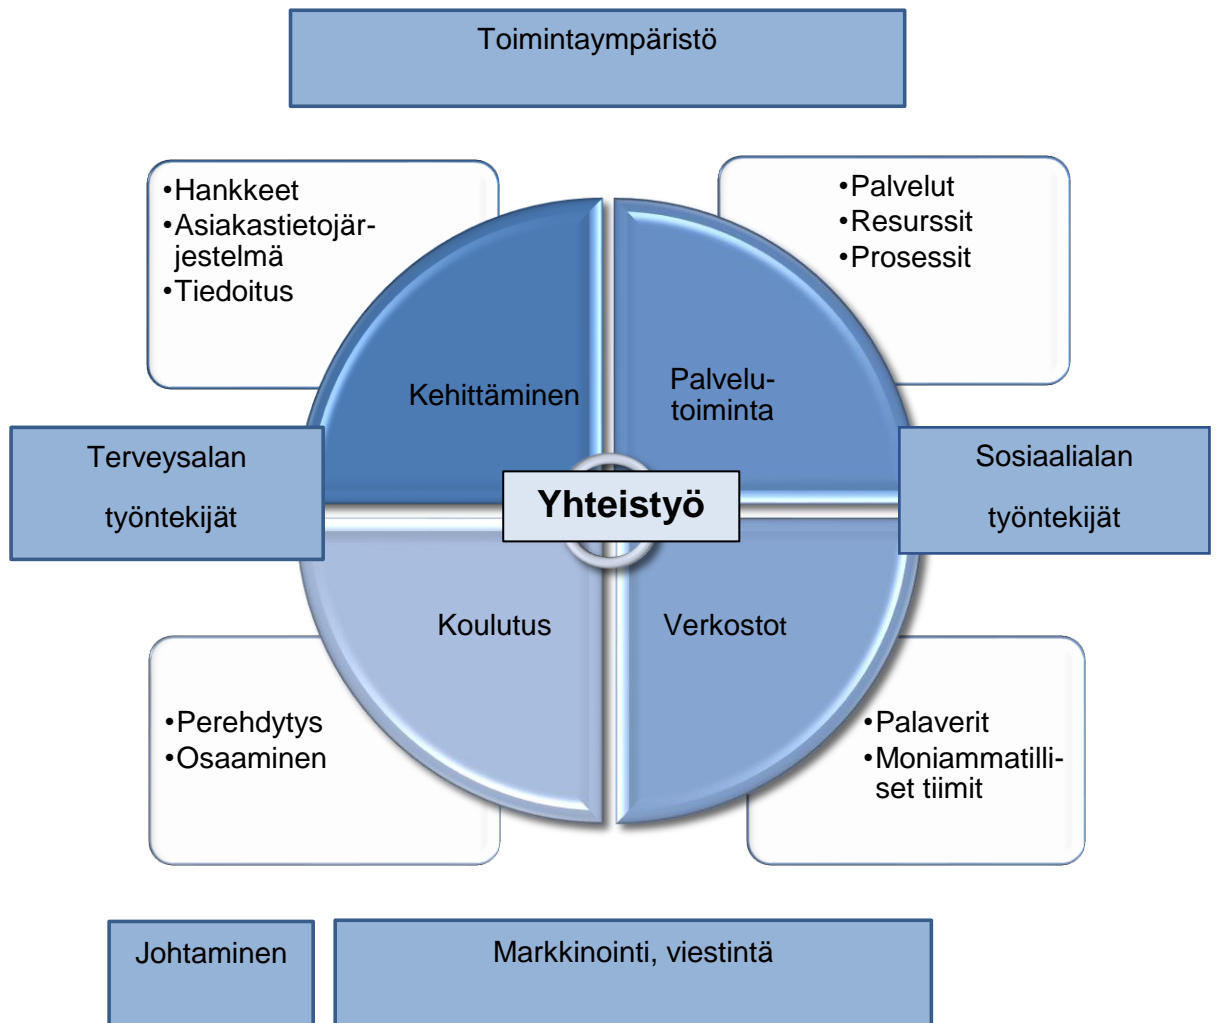 Toimintaympäristö
•Hankkeet
•Asiakastietojär-
jestelmä
•Tiedoitus
•Palvelut
•Resurssit
•Prosessit
Kehittäminen
Palvelu-
toiminta
Terveysalan
työntekijät
Yhteistyö
Sosiaalialan
työntekijät
Koulutus
Verkostot
•Perehdytys
•Osaaminen
•Palaverit
•Moniammatilli-
set tiimit
Johtaminen
Markkinointi, viestintä